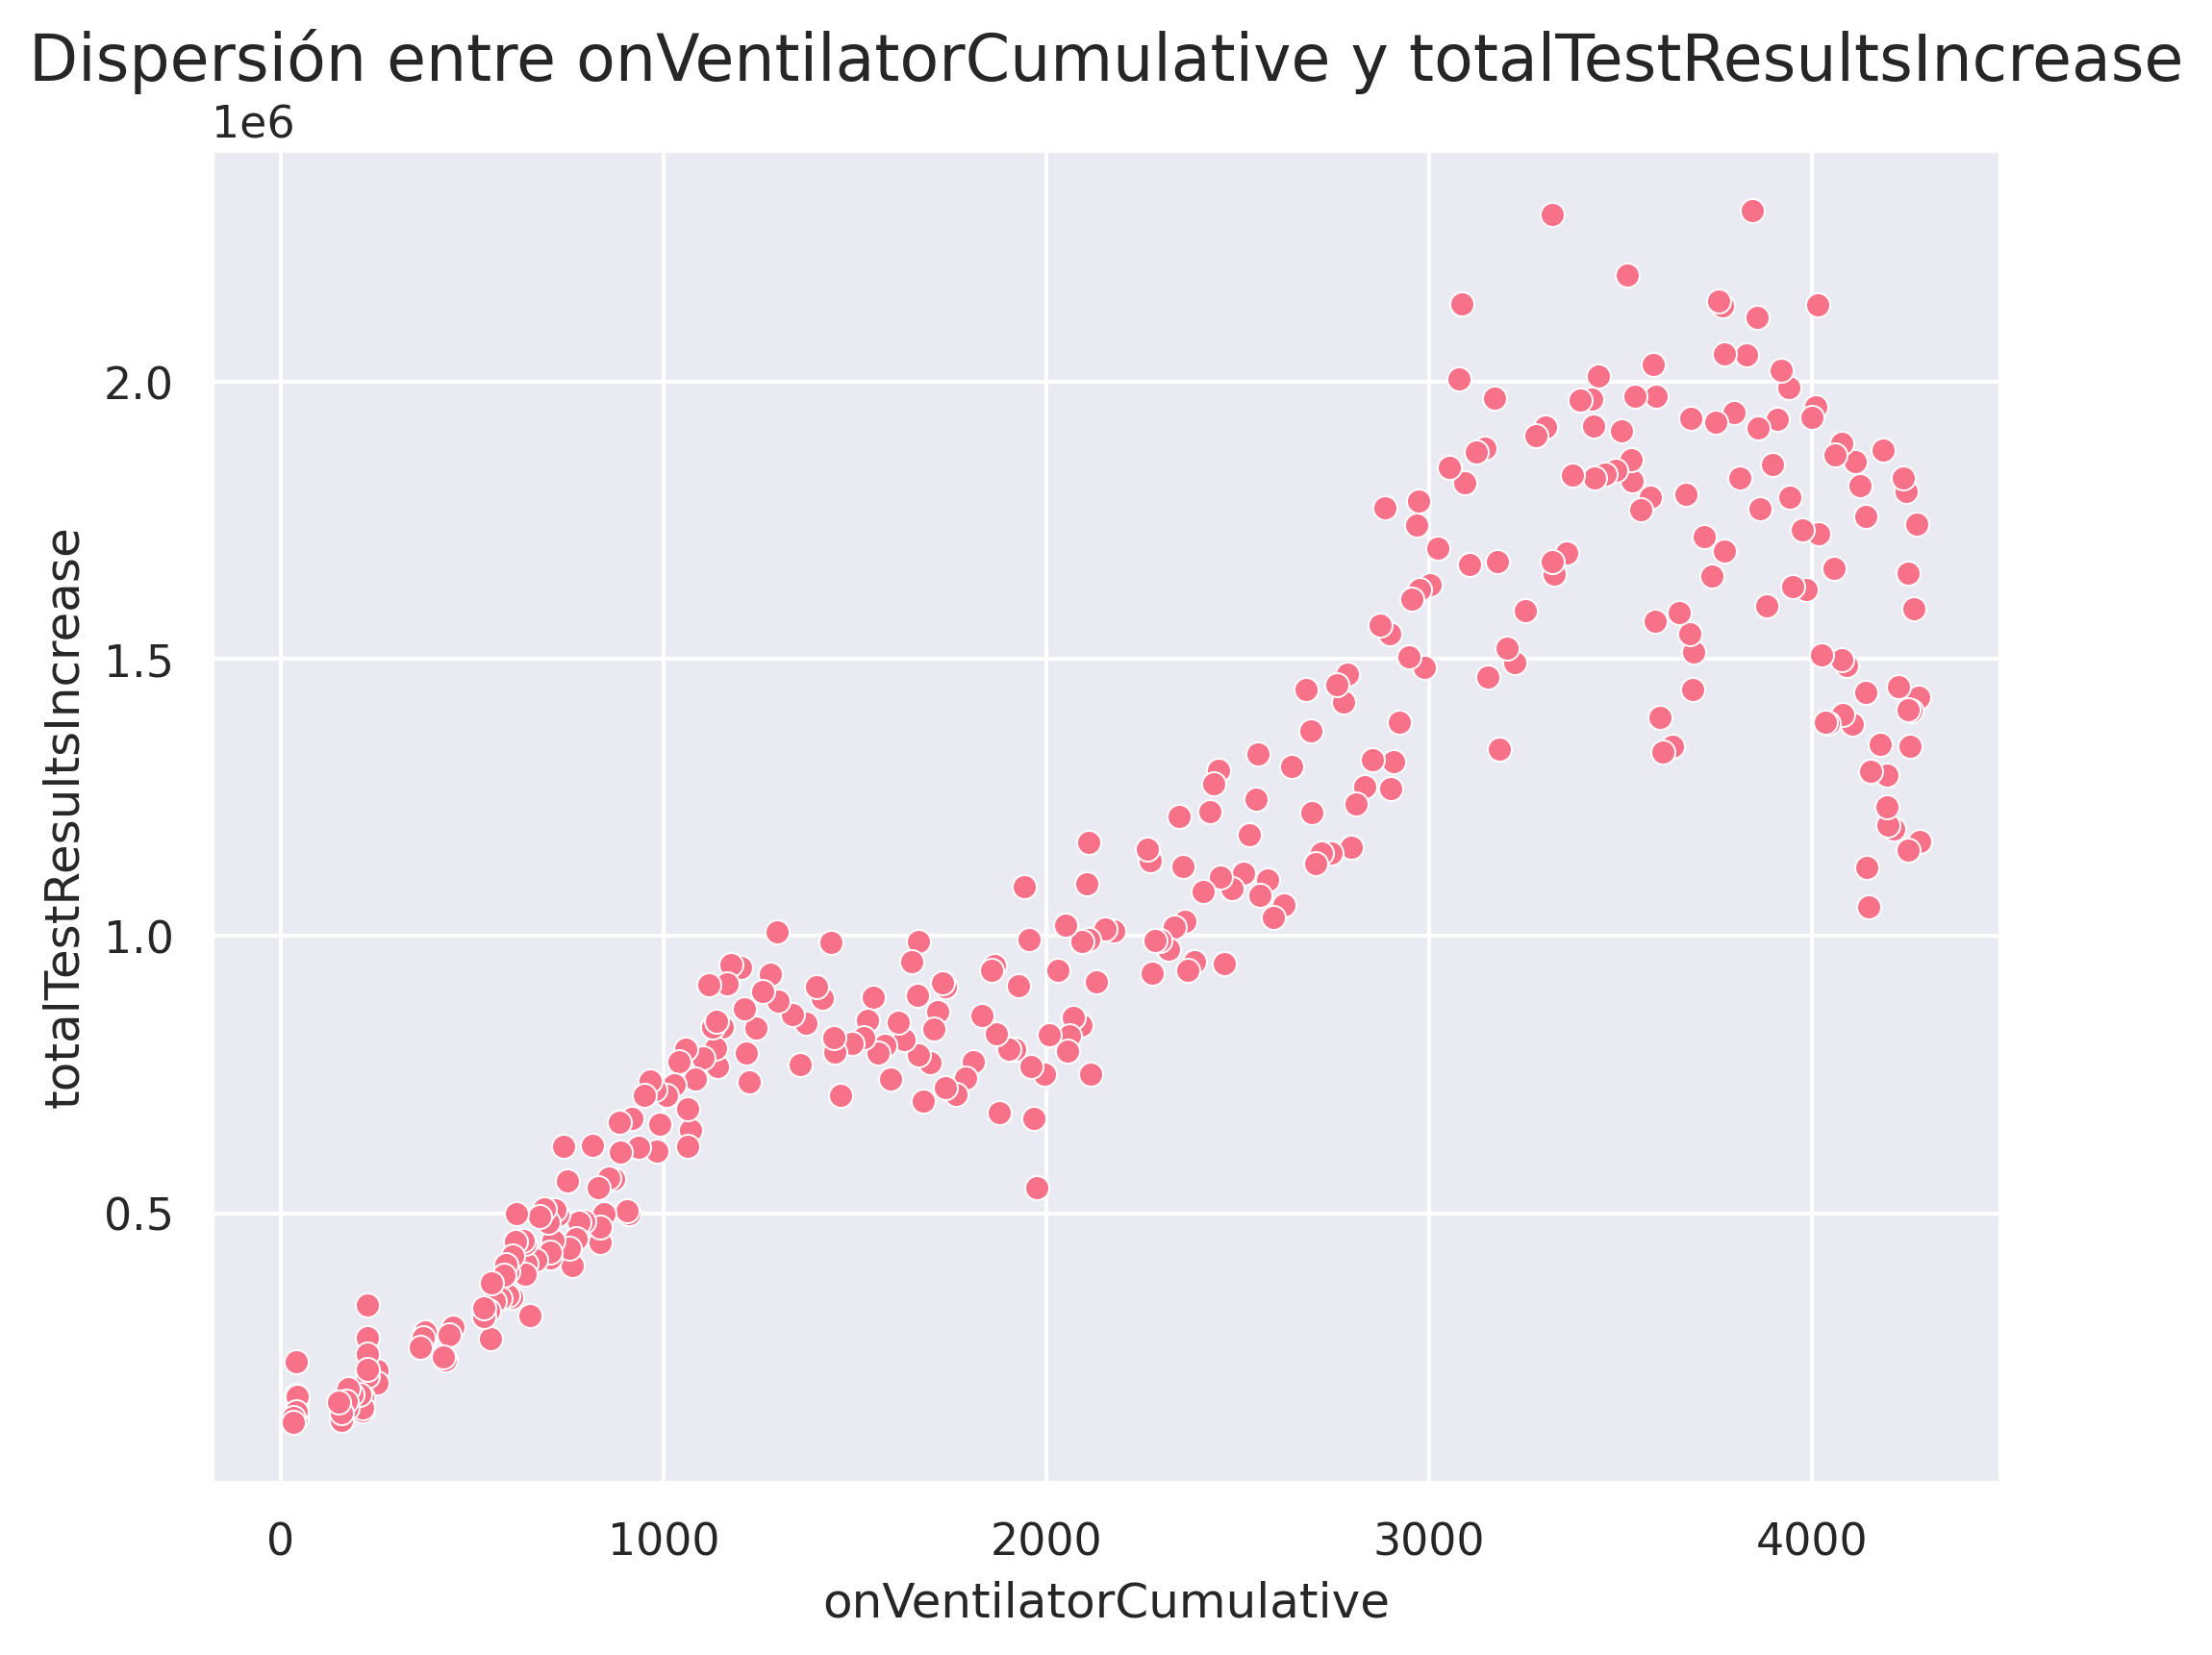 Dispersión entre onVentilatorCumulative y totalTestResultsIncrease
1e6
2.0
1.5
1.0
0.5
totalTestResultsIncrease
0 1000 2000 3000 4000
onVentilatorCumulative